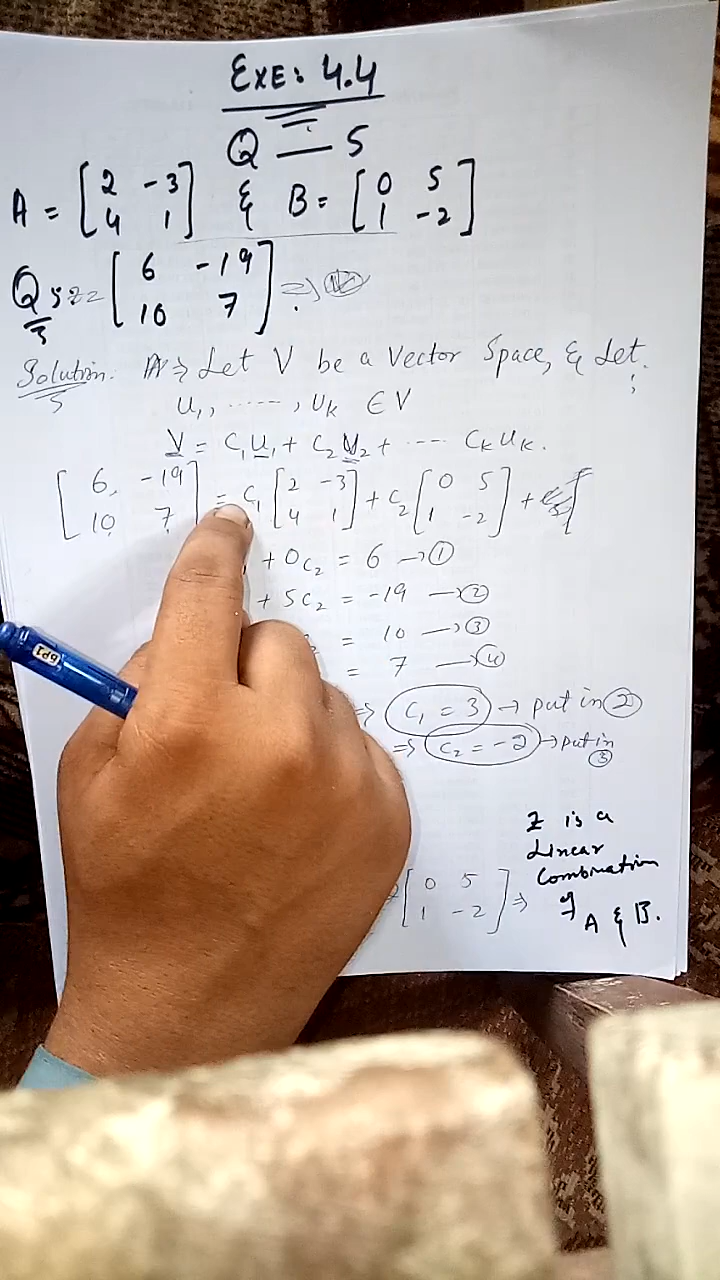 EXE: 4.4
Q — 5
A = [2 -3 4 1] & B = [0 5 1 -2]
Q5 z = [6 -19 10 7] ⇒
Solution: ⇒ Let V be a Vector Space, & Let
U1, ......, Uk ∈ V
V = C1U1 + C2U2 + .... CkUk.
[6, -19 10 7] = C1 [2 -3 4 1] + C2 [0 5 1 -2] +
+ 0C2 = 6 → ①
+ 5C2 = -19 → ②
= 10 → ③
= 7 → ④
⇒ C1 = 3 → put in ②
⇒ C2 = -2 → put in ③
[0 5 1 -2] ⇒
Z is a
Linear
Combination
of
A & B.